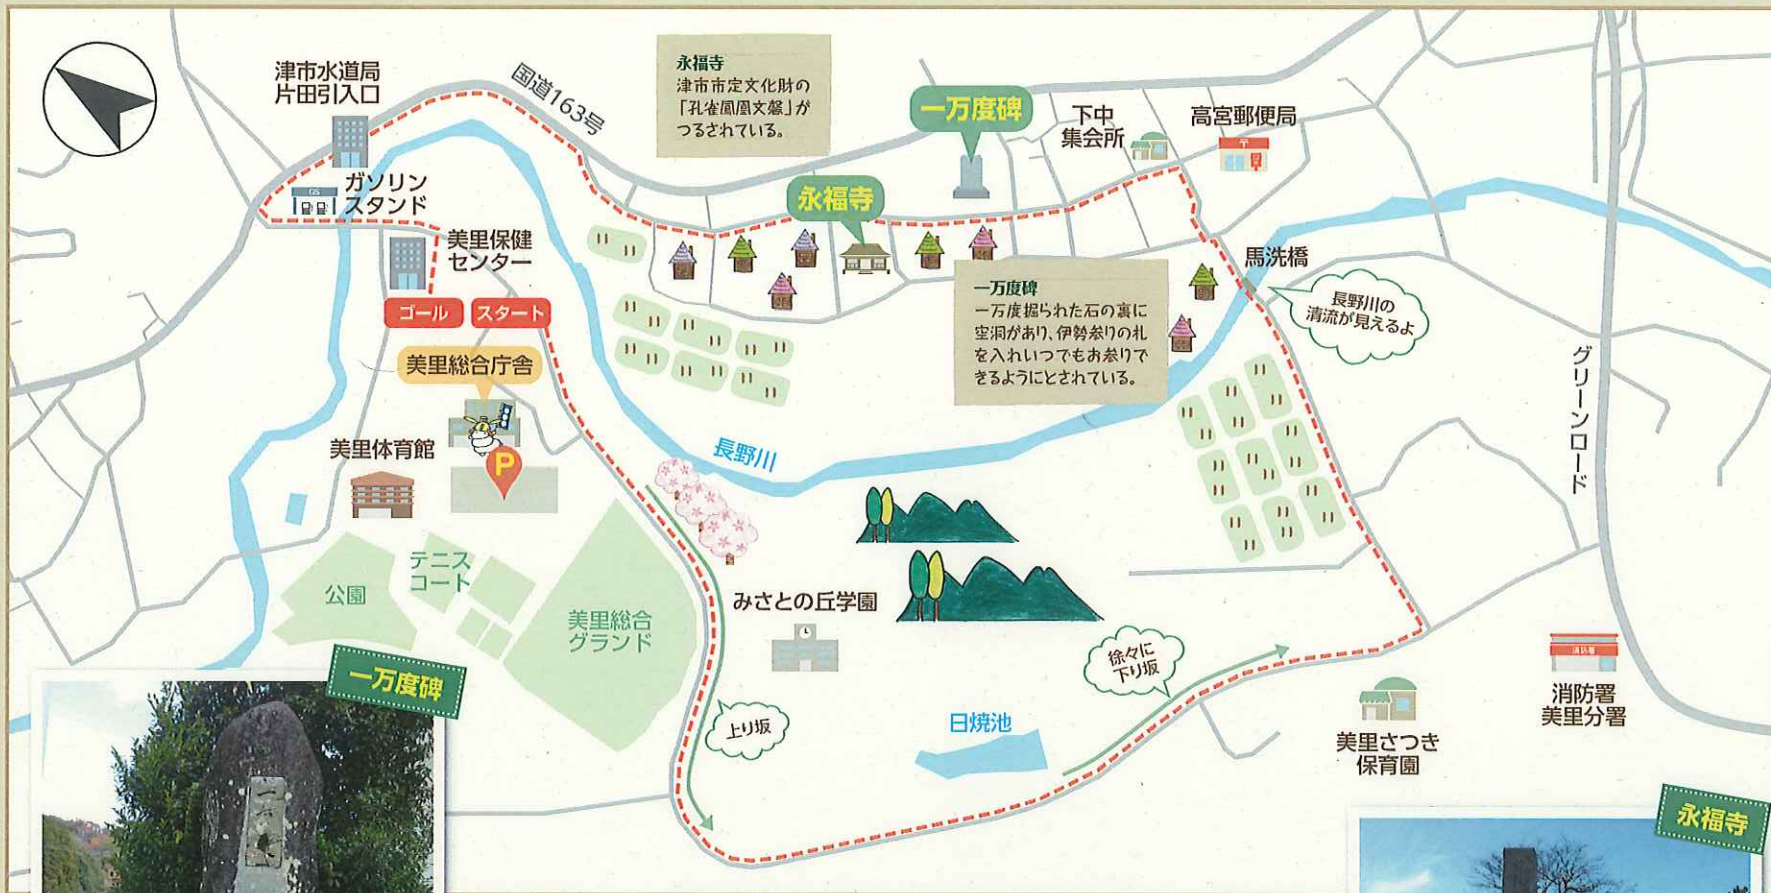 津市水道局
片田引入口
国道163号
永福寺
津市市定文化財の
「孔雀鳳凰文磬」が
つるされている。
一万度碑
下中
集会所
高宮郵便局
GS
ガソリン
スタンド
永福寺
美里保健
センター
馬洗橋
一万度碑
一万度掘られた石の裏に
空洞があり、伊勢参りの札
を入れいつでもお参りで
きるようにとされている。
長野川の
清流が見えるよ
ゴール
スタート
グリーンロード
美里総合庁舎
長野川
美里体育館
P
テニス
コート
公園
美里総合
グランド
みさとの丘学園
徐々に
下り坂
消防署
消防署
美里分署
上り坂
日焼池
美里さつき
保育園
一万度碑
一万度
永福寺